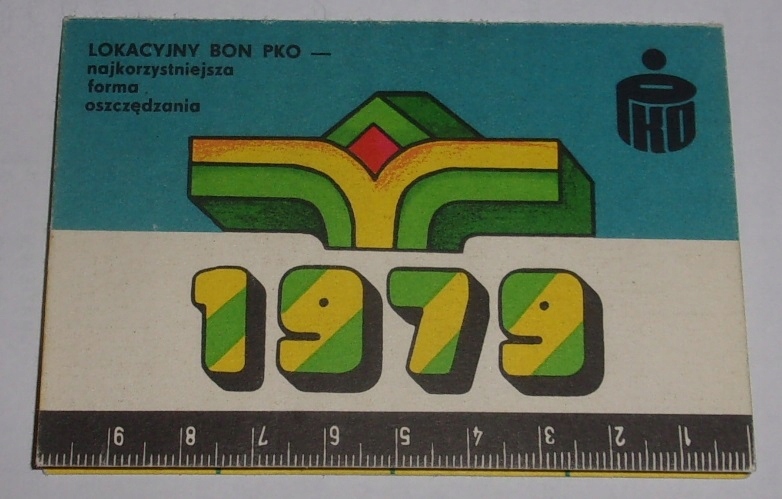 LOKACYJNY BON PKO —
najkorzystniejsza
forma
oszczędzania
PKO
1979
9 8 7 6 5 4 3 2 1